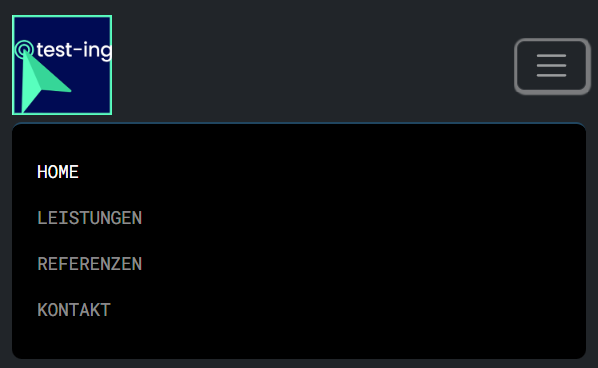 @test-ing
HOME
LEISTUNGEN
REFERENZEN
KONTAKT